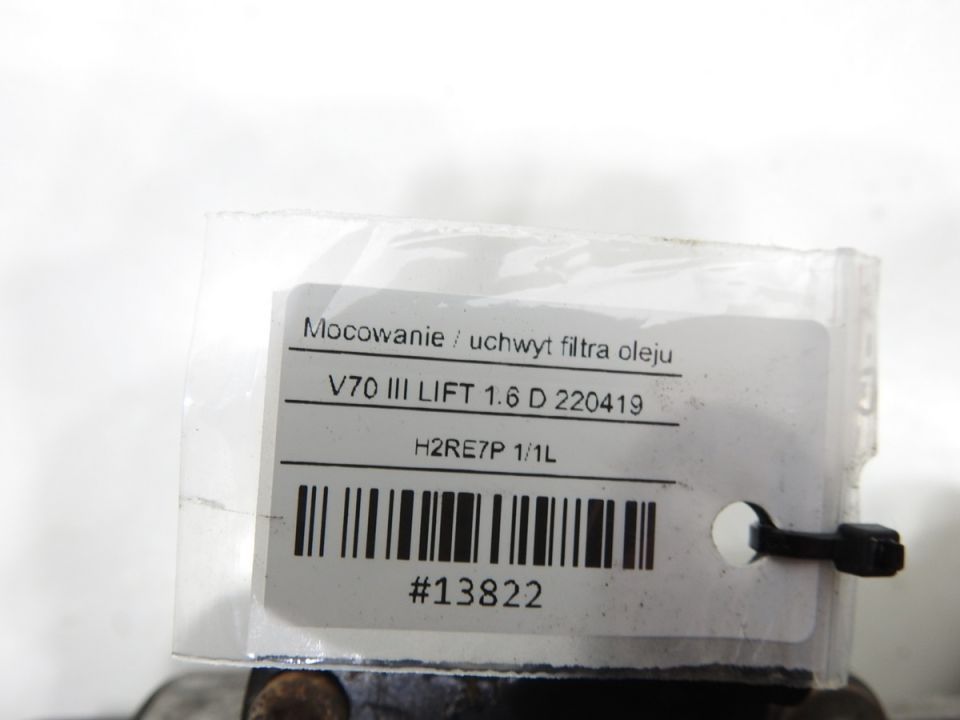 Mocowanie / uchwyt filtra oleju
V70 III LIFT 1.6 D 220419
H2RE7P 1/1L
#13822